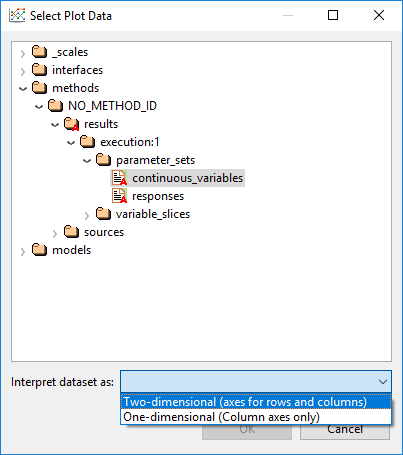 Select Plot Data
_scales
interfaces
methods
NO_METHOD_ID
results
execution:1
parameter_sets
continuous_variables
responses
variable_slices
sources
models
Interpret dataset as:
Two-dimensional (axes for rows and columns)
One-dimensional (Column axes only)
OK Cancel